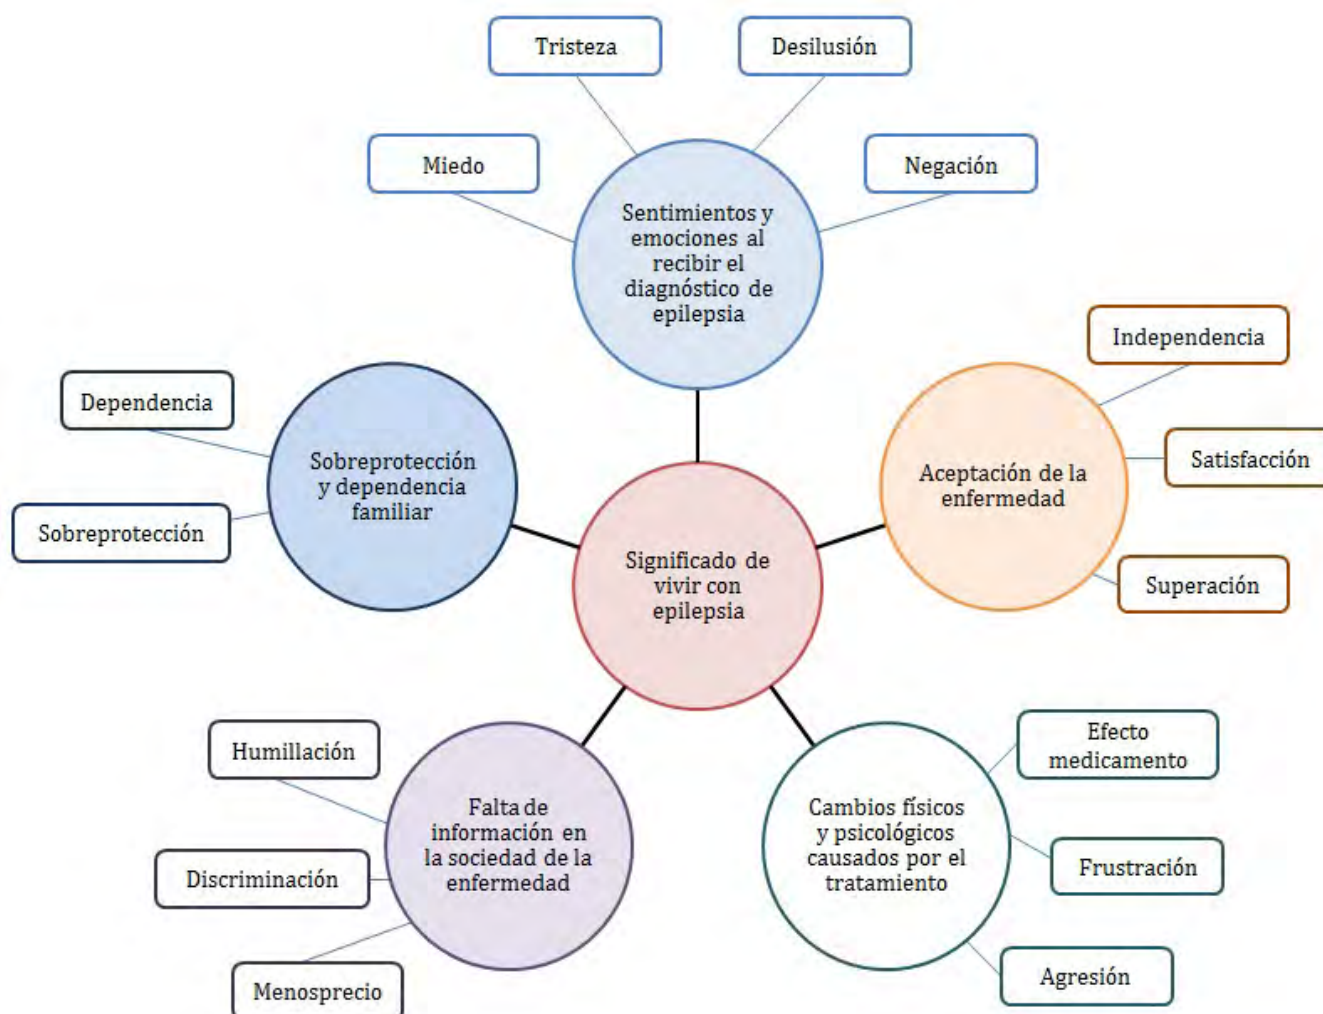 Tristeza
Desilusión
Miedo
Negación
Sentimientos y
emociones al
recibir el
diagnóstico de
epilepsia
Independencia
Satisfacción
Superación
Aceptación de la
enfermedad
Dependencia
Sobreprotección
Sobreprotección
y dependencia
familiar
Significado de
vivir con
epilepsia
Humillación
Discriminación
Menosprecio
Falta de
información en
la sociedad de la
enfermedad
Cambios físicos
y psicológicos
causados por el
tratamiento
Efecto
medicamento
Frustración
Agresión